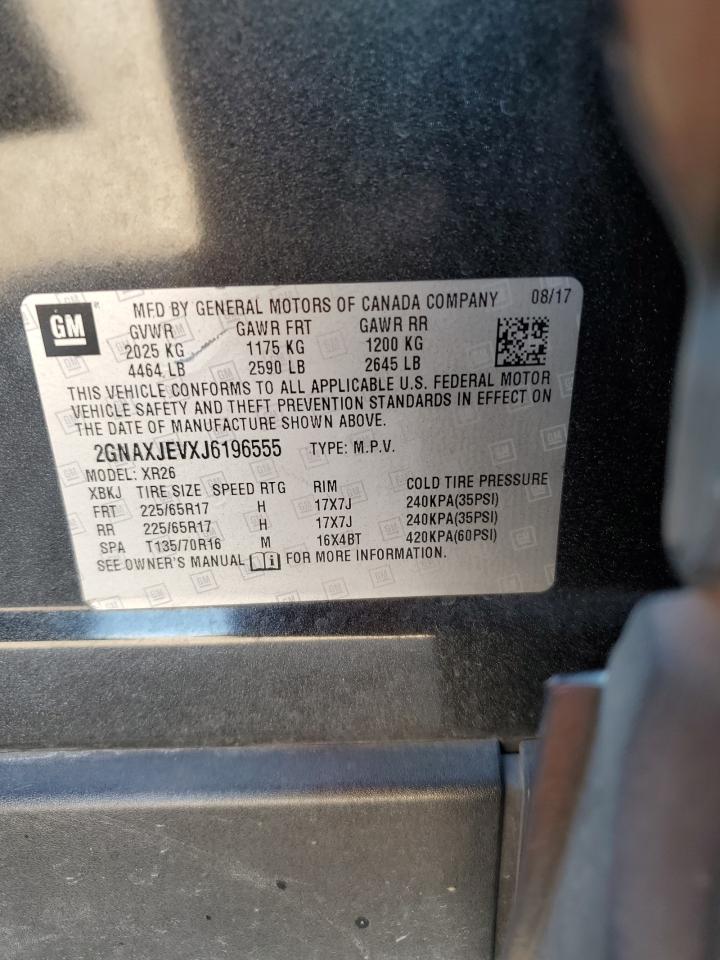 GM
MFD BY GENERAL MOTORS OF CANADA COMPANY 08/17
GVWR GAWR FRT GAWR RR
2025 KG 1175 KG 1200 KG
4464 LB 2590 LB 2645 LB
THIS VEHICLE CONFORMS TO ALL APPLICABLE U.S. FEDERAL MOTOR
VEHICLE SAFETY AND THEFT PREVENTION STANDARDS IN EFFECT ON
THE DATE OF MANUFACTURE SHOWN ABOVE.
2GNAXJEVXJ6196555 TYPE: M.P.V.
MODEL: XR26
XBKJ TIRE SIZE SPEED RTG RIM COLD TIRE PRESSURE
FRT 225/65R17 H 17X7J 240KPA(35PSI)
RR 225/65R17 H 17X7J 240KPA(35PSI)
SPA T135/70R16 M 16X4BT 420KPA(60PSI)
SEE OWNER'S MANUAL i FOR MORE INFORMATION.